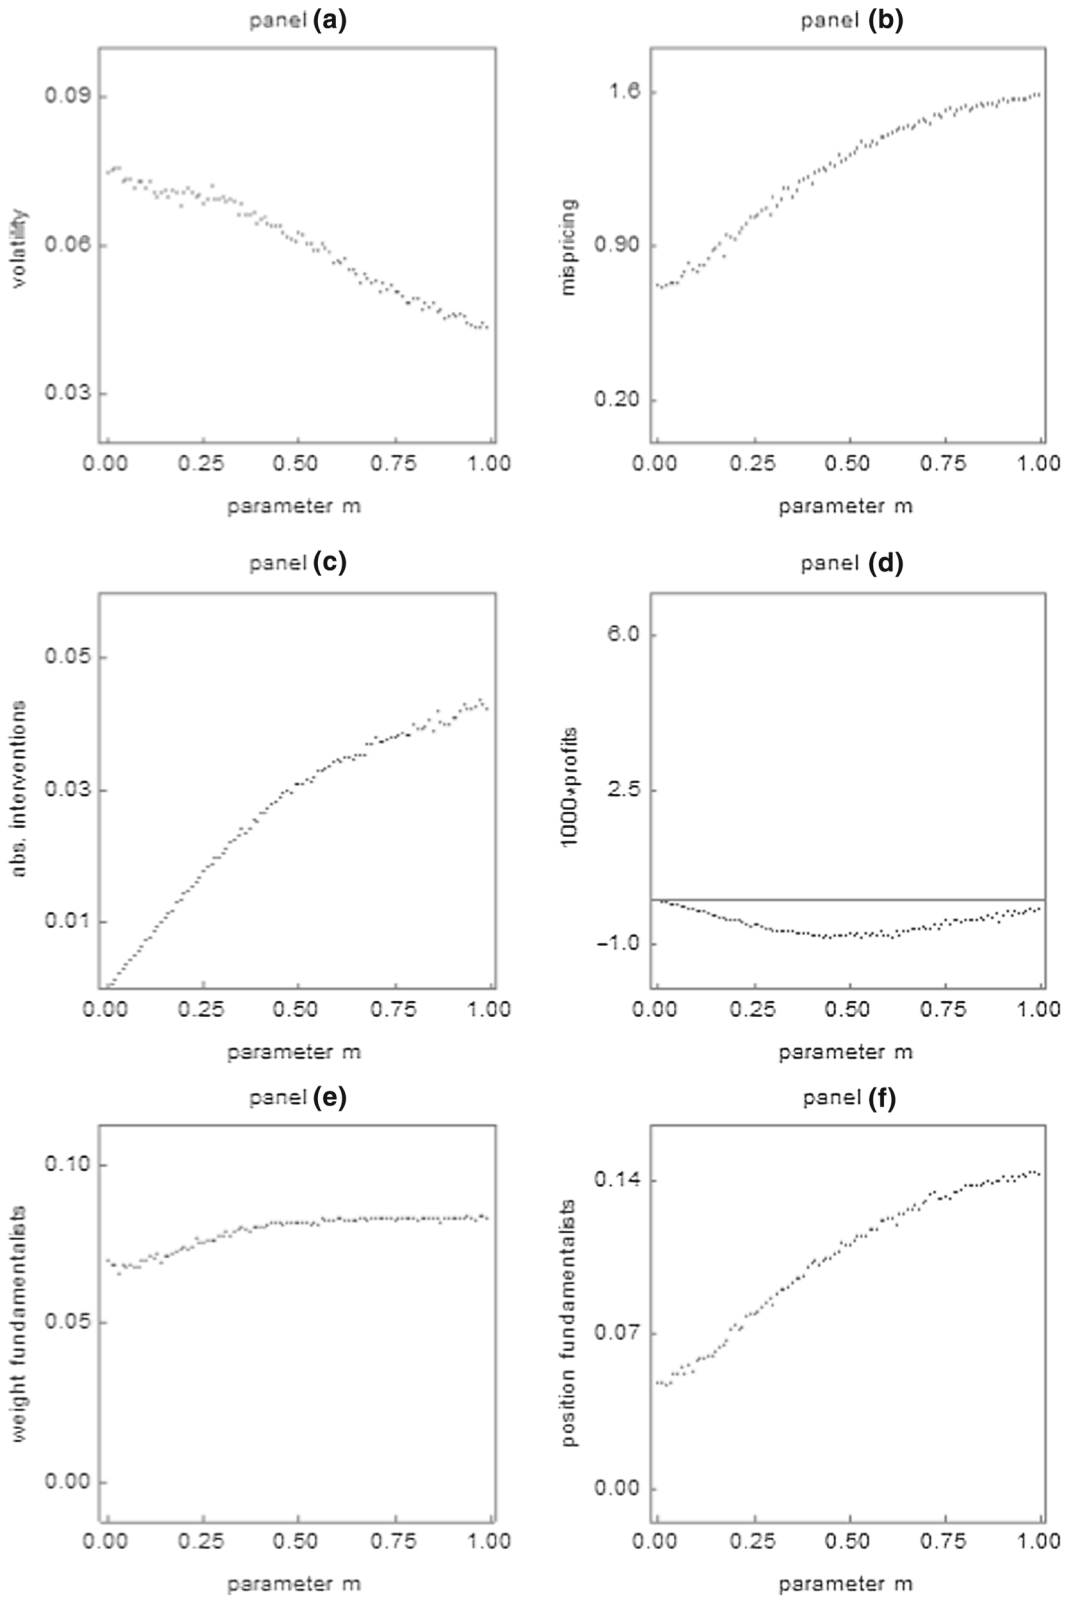 panel (a)
volatility
0.09
0.06
0.03
0.00 0.25 0.50 0.75 1.00
parameter m
panel (b)
mispricing
1.6
0.90
0.20
0.00 0.25 0.50 0.75 1.00
parameter m
panel (c)
abs. interventions
0.05
0.03
0.01
0.00 0.25 0.50 0.75 1.00
parameter m
panel (d)
1000*profits
6.0
2.5
−1.0
0.00 0.25 0.50 0.75 1.00
parameter m
panel (e)
weight fundamentalists
0.10
0.05
0.00
0.00 0.25 0.50 0.75 1.00
parameter m
panel (f)
position fundamentalists
0.14
0.07
0.00
0.00 0.25 0.50 0.75 1.00
parameter m